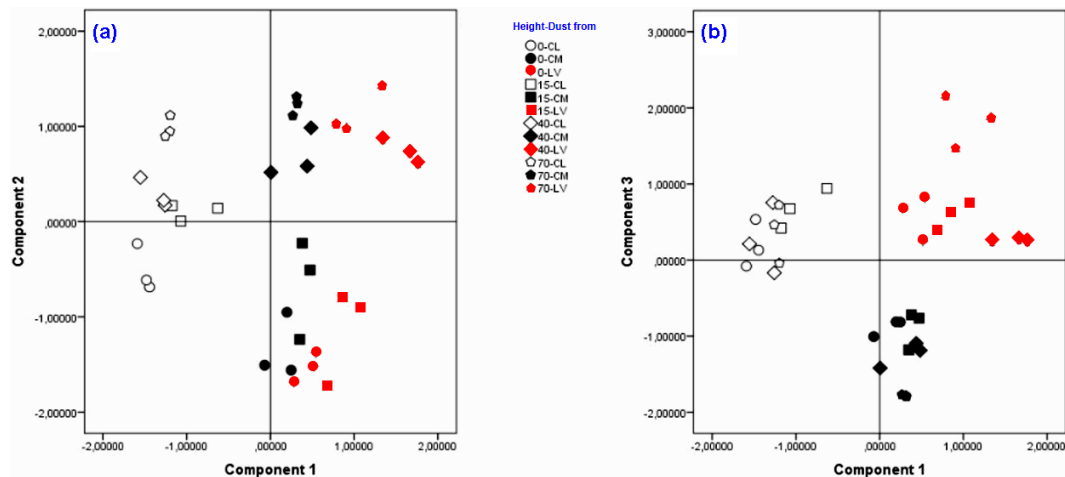 (a)
2,00000
1,00000
,00000
-1,00000
-2,00000
Component 2
-2,00000 -1,00000 ,00000 1,00000 2,00000
Component 1
Height-Dust from
0-CL
0-CM
0-LV
15-CL
15-CM
15-LV
40-CL
40-CM
40-LV
70-CL
70-CM
70-LV
(b)
3,00000
2,00000
1,00000
,00000
-1,00000
-2,00000
Component 3
-2,00000 -1,00000 ,00000 1,00000 2,00000
Component 1